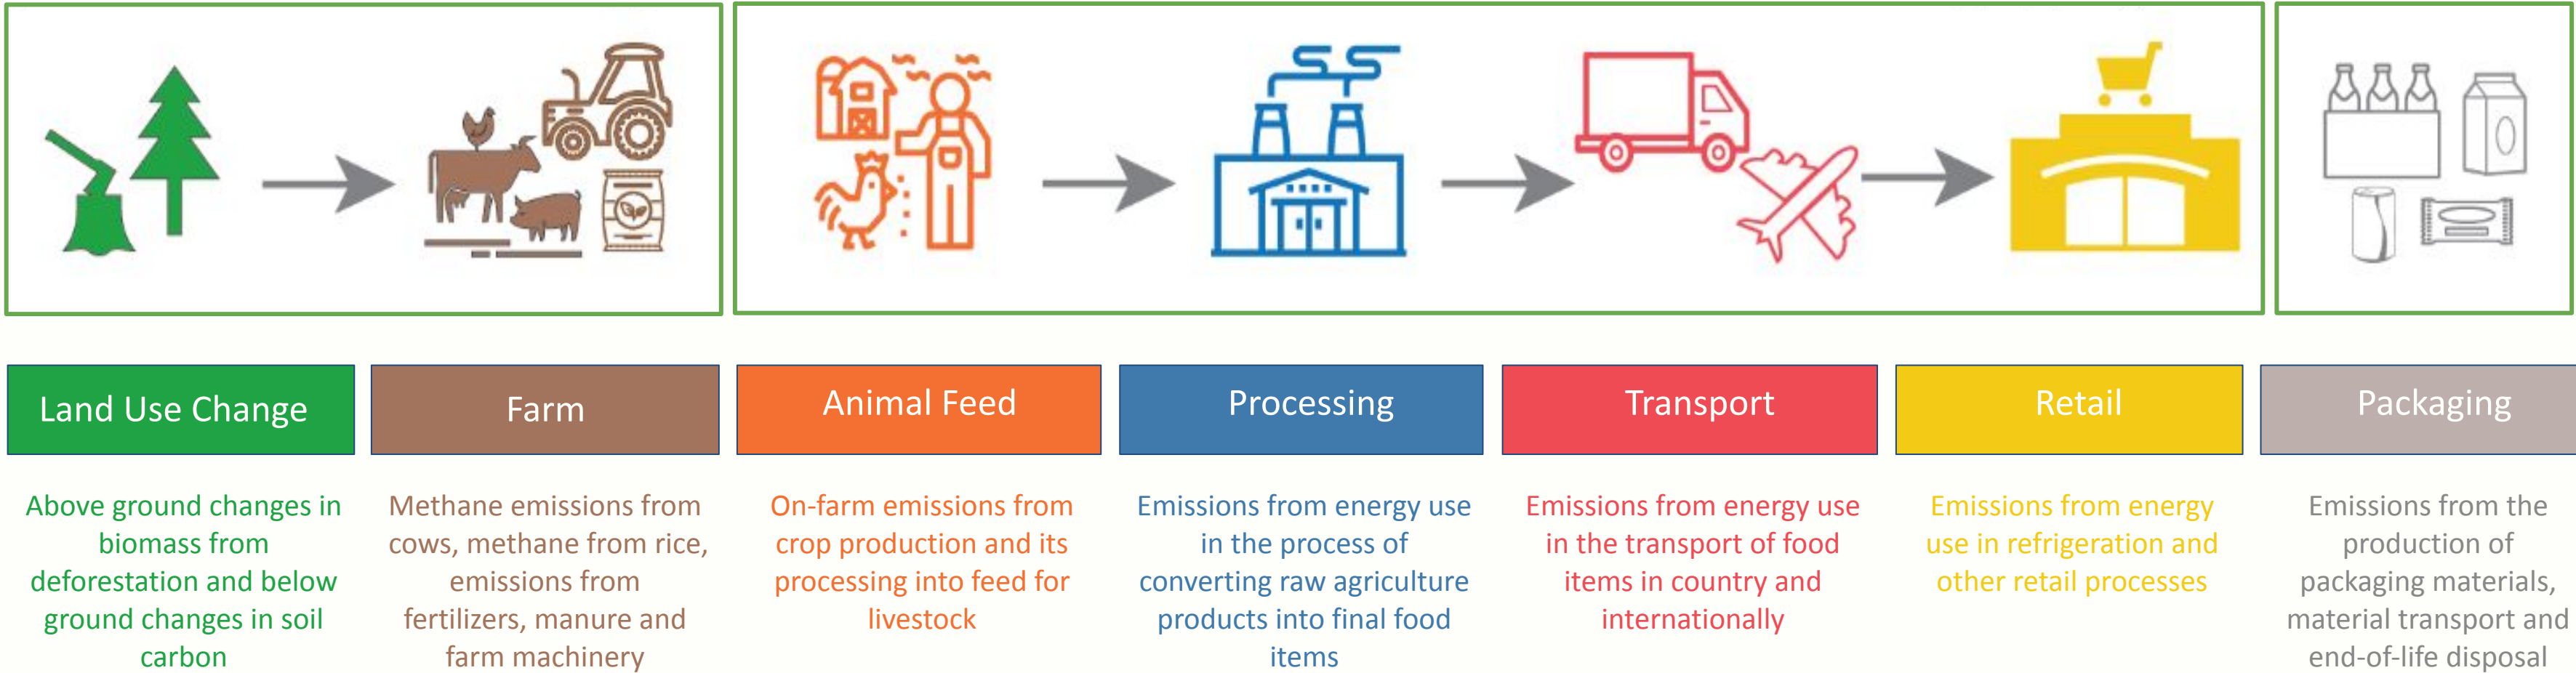 Land Use Change
Farm
Animal Feed
Processing
Transport
Retail
Packaging
Above ground changes in
biomass from
deforestation and below
ground changes in soil
carbon
Methane emissions from
cows, methane from rice,
emissions from
fertilizers, manure and
farm machinery
On-farm emissions from
crop production and its
processing into feed for
livestock
Emissions from energy use
in the process of
converting raw agriculture
products into final food
items
Emissions from energy use
in the transport of food
items in country and
internationally
Emissions from energy
use in refrigeration and
other retail processes
Emissions from the
production of
packaging materials,
material transport and
end-of-life disposal